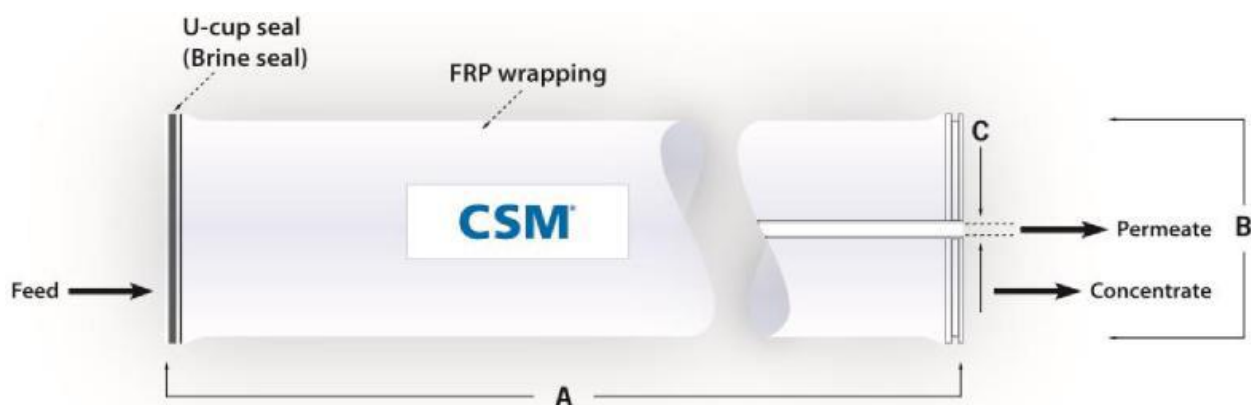 U-cup seal
(Brine seal)
FRP wrapping
C
CSM®
Permeate
B
Feed
Concentrate
A